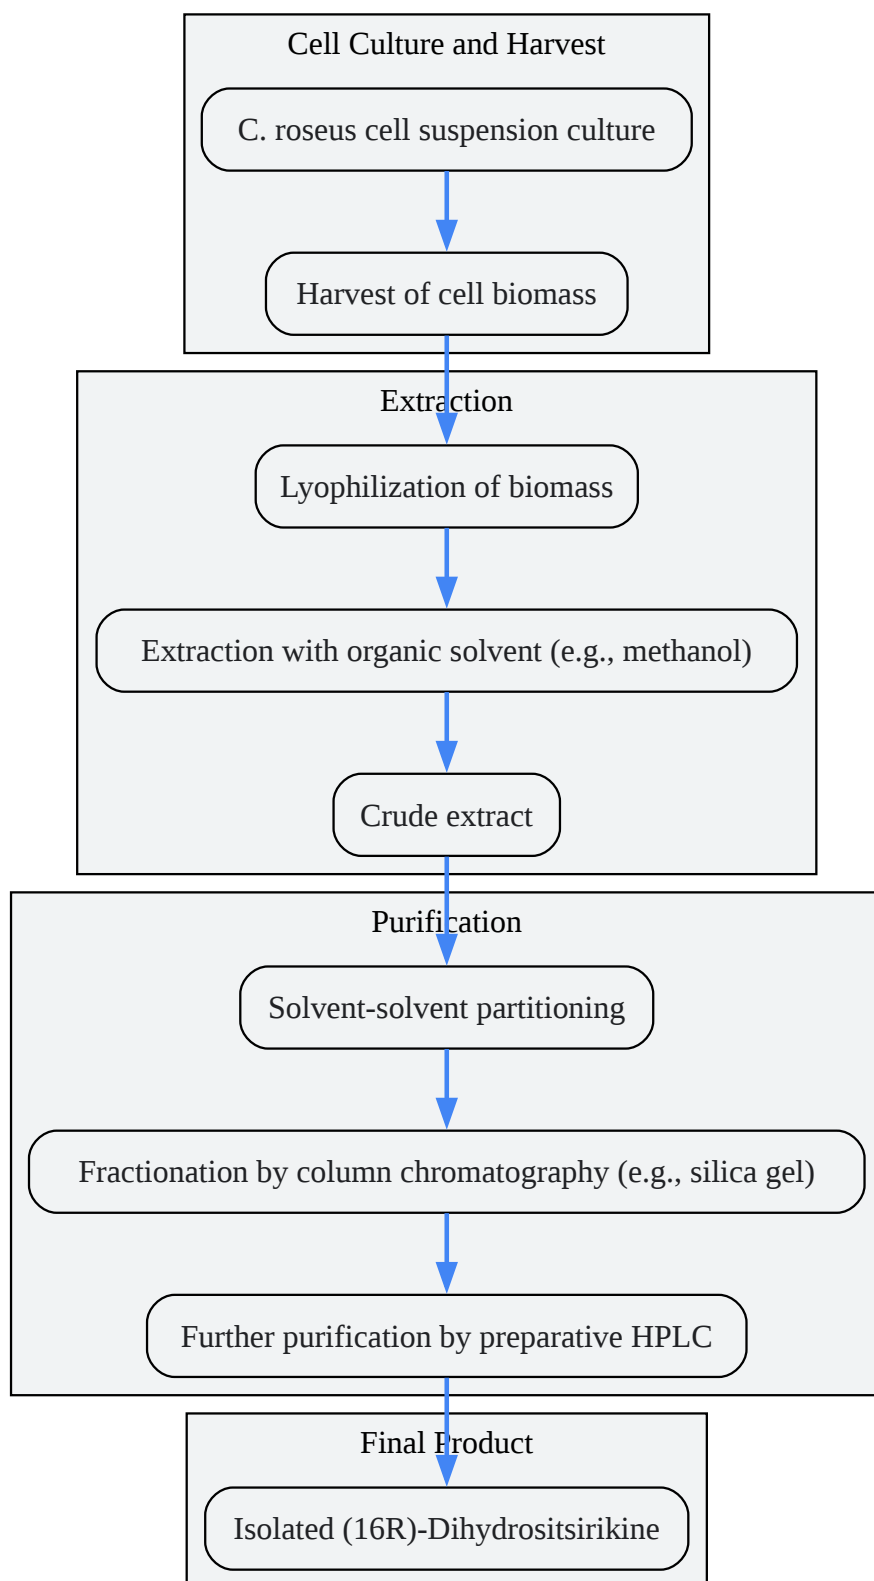 Cell Culture and Harvest
C. roseus cell suspension culture
Harvest of cell biomass
Extraction
Lyophilization of biomass
Extraction with organic solvent (e.g., methanol)
Crude extract
Purification
Solvent-solvent partitioning
Fractionation by column chromatography (e.g., silica gel)
Further purification by preparative HPLC
Final Product
Isolated (16R)-Dihydrositsirikine